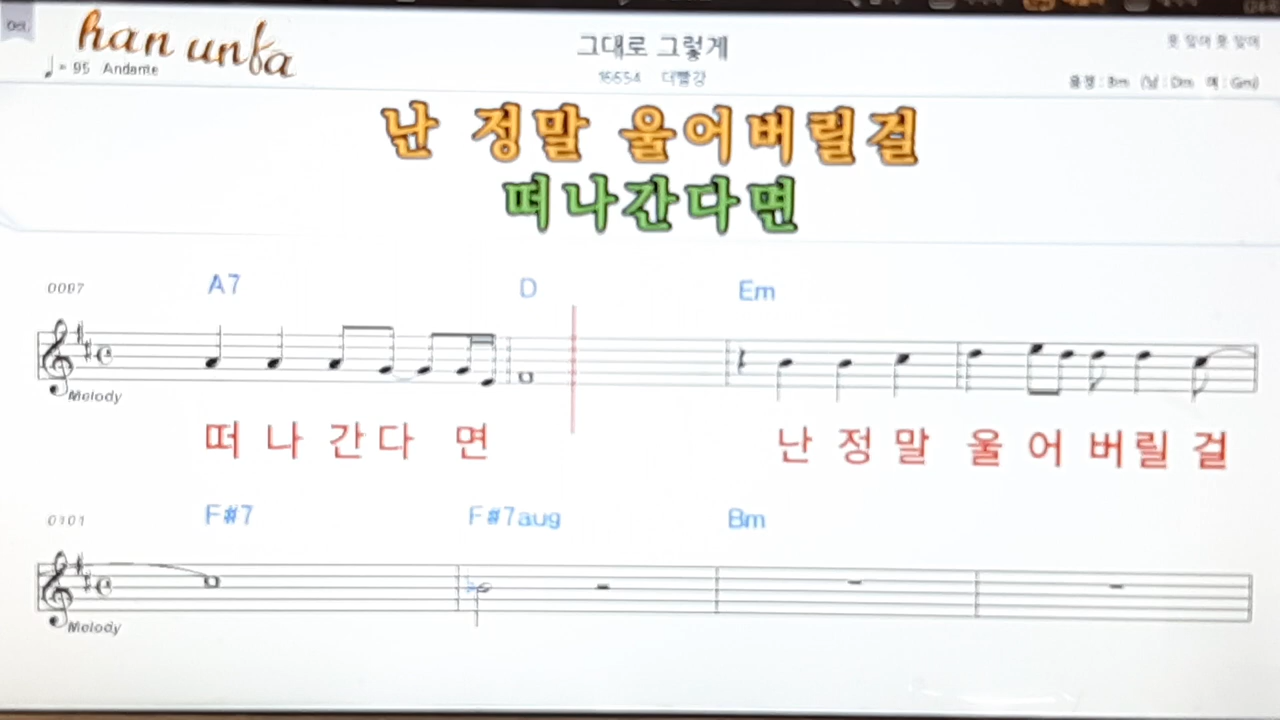 han unfa
♩= 95 Andante
그대로 그렇게
16554 더빨강
난 정말 울어버릴걸
떠나간다면
0097
A7 D Em
Melody
떠 나 간 다 면 난 정 말 울 어 버 릴 걸
0101
F#7 F#7aug Bm
Melody